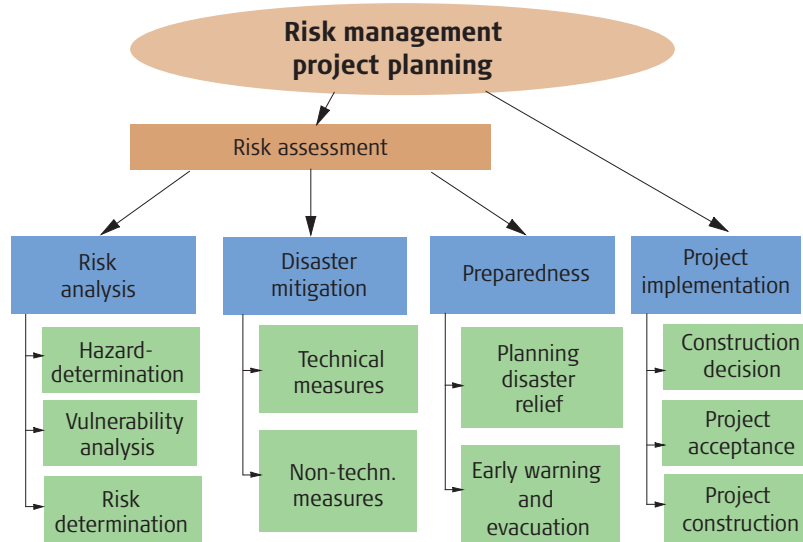 Risk management
project planning
Risk assessment
Risk
analysis
Disaster
mitigation
Preparedness
Project
implementation
Hazard-
determination
Vulnerability
analysis
Risk
determination
Technical
measures
Non-techn.
measures
Planning
disaster
relief
Early warning
and
evacuation
Construction
decision
Project
acceptance
Project
construction